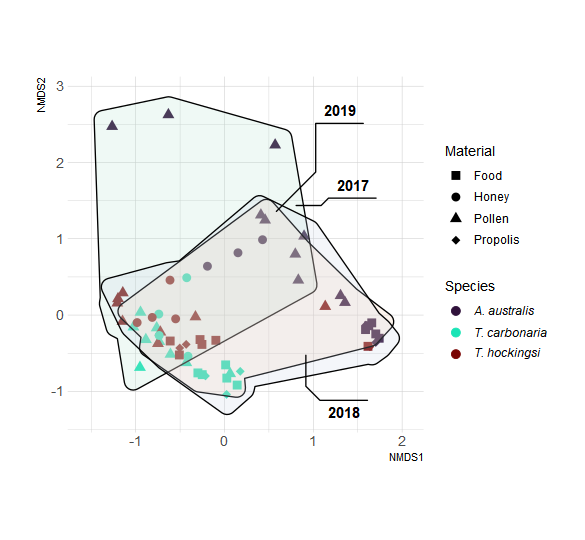 NMDS2
3
2
1
0
-1
-1
0
1
2
NMDS1
2019
2017
2018
Material
Food
Honey
Pollen
Propolis
Species
A. australis
T. carbonaria
T. hockingsi